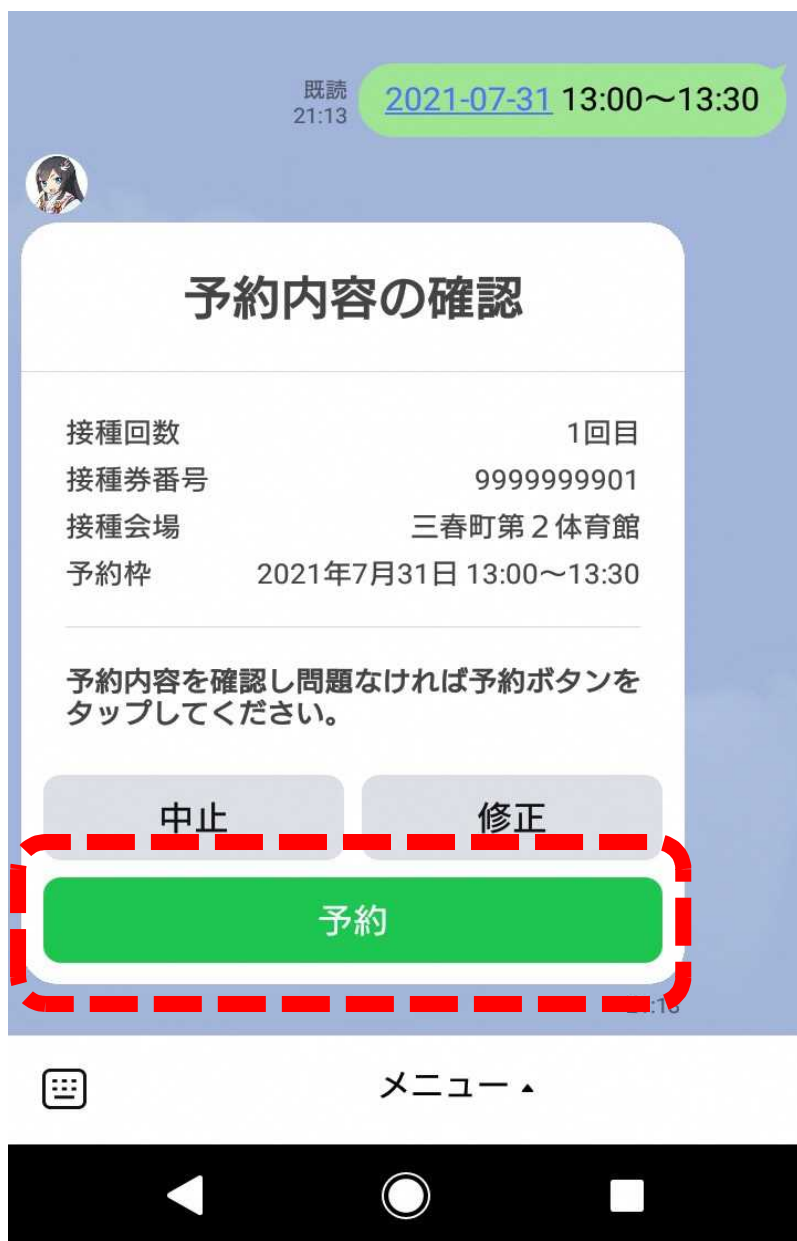 既読
21:13
2021-07-31 13:00〜13:30
予約内容の確認
接種回数 1回目
接種券番号 9999999901
接種会場 三春町第２体育館
予約枠 2021年7月31日 13:00〜13:30
予約内容を確認し問題なければ予約ボタンを
タップしてください。
中止 修正
予約
メニュー